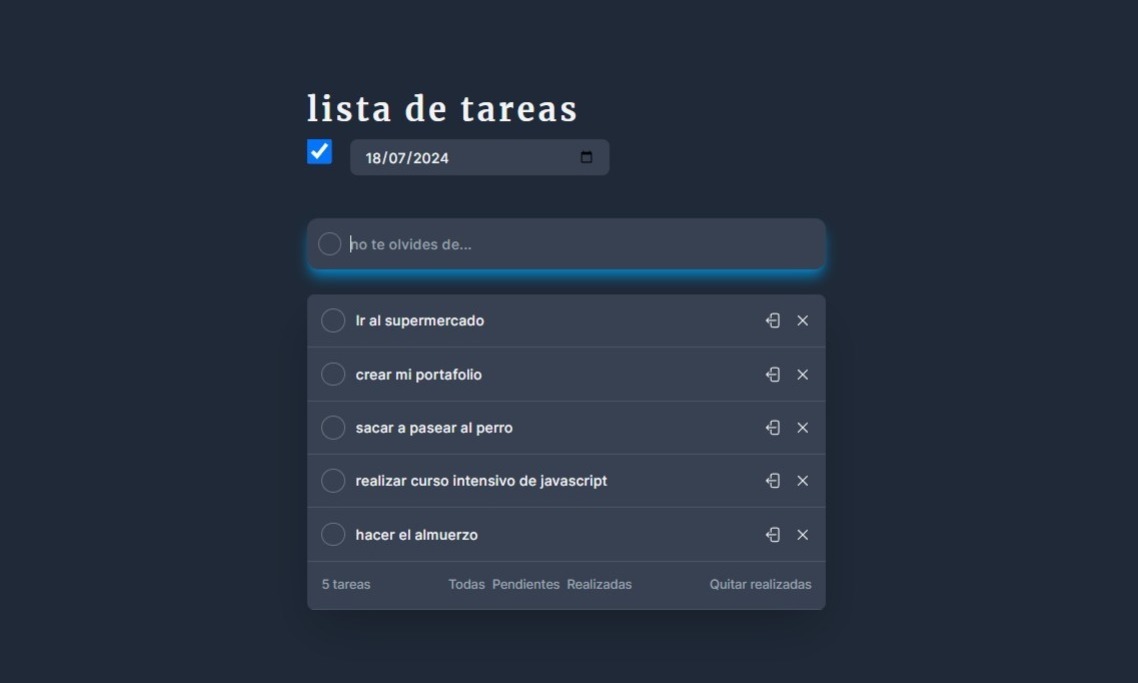 lista de tareas
18/07/2024
no te olvides de...
Ir al supermercado
crear mi portafolio
sacar a pasear al perro
realizar curso intensivo de javascript
hacer el almuerzo
5 tareas Todas Pendientes Realizadas Quitar realizadas